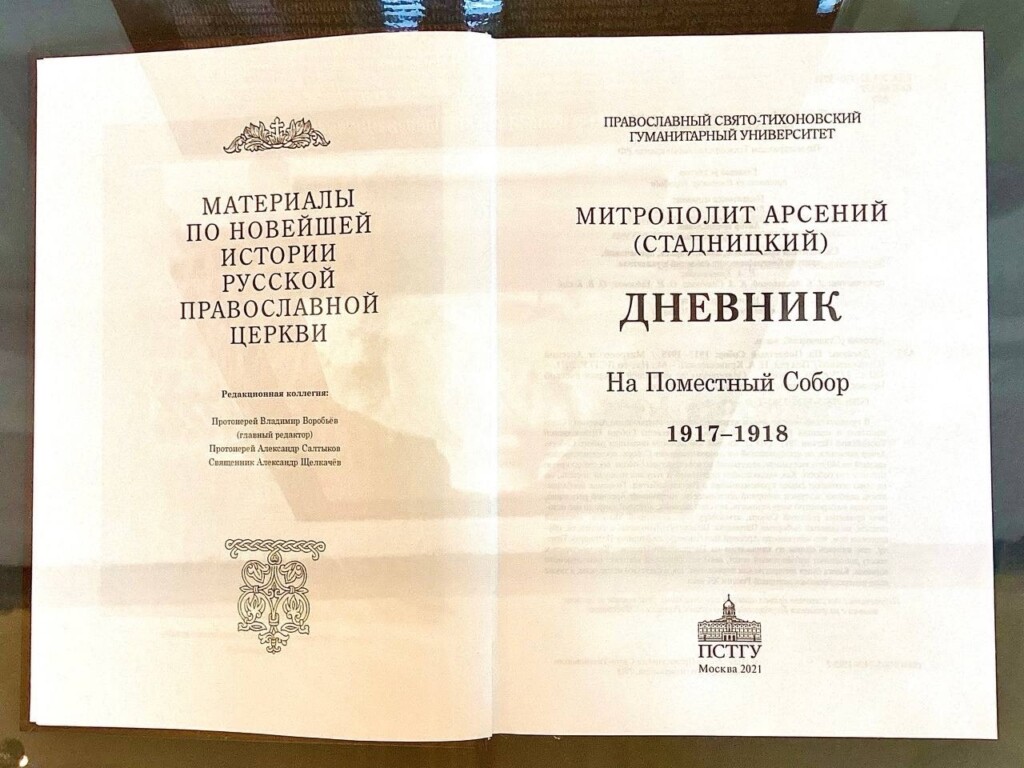 МАТЕРИАЛЫ
ПО НОВЕЙШЕЙ
ИСТОРИИ
РУССКОЙ
ПРАВОСЛАВНОЙ
ЦЕРКВИ
Редакционная коллегия:
Протоиерей Владимир Воробьёв
(главный редактор)
Протоиерей Александр Салтыков
Священник Александр Щелкачёв
ПРАВОСЛАВНЫЙ СВЯТО-ТИХОНОВСКИЙ
ГУМАНИТАРНЫЙ УНИВЕРСИТЕТ
МИТРОПОЛИТ АРСЕНИЙ
(СТАДНИЦКИЙ)
ДНЕВНИК
На Поместный Собор
1917–1918
ПСТГУ
Москва 2021